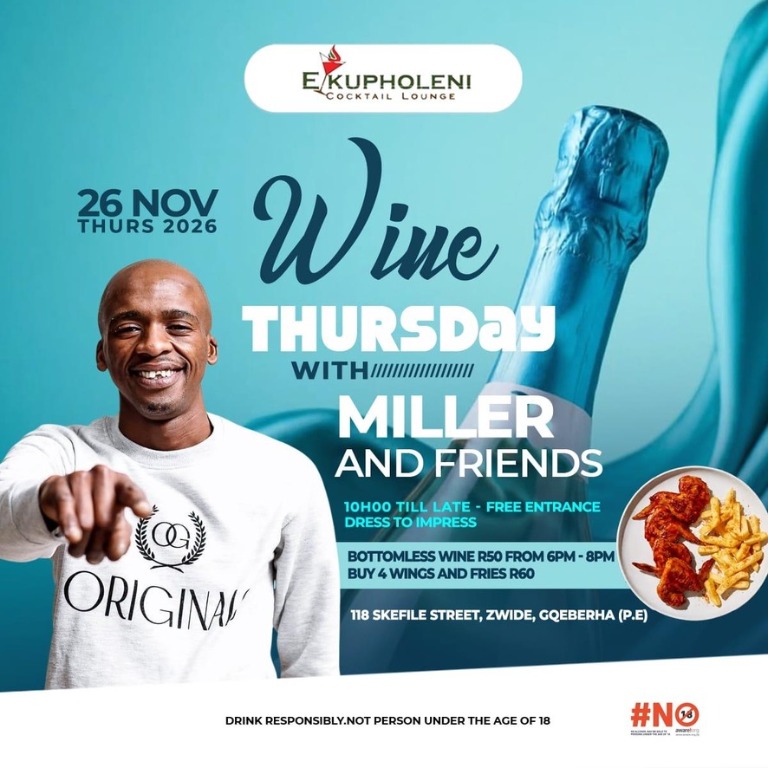 EKUPHOLENI
COCKTAIL LOUNGE
26 NOV
THURS 2026
Wine
THURSDAY
WITH//////////////////
MILLER
AND FRIENDS
10H00 TILL LATE - FREE ENTRANCE
DRESS TO IMPRESS
BOTTOMLESS WINE R50 FROM 6PM - 8PM
BUY 4 WINGS AND FRIES R60
118 SKEFILE STREET, ZWIDE, GQEBERHA (P.E)
OG
ORIGINAL
DRINK RESPONSIBLY.NOT PERSON UNDER THE AGE OF 18
#NO
18
aware.org